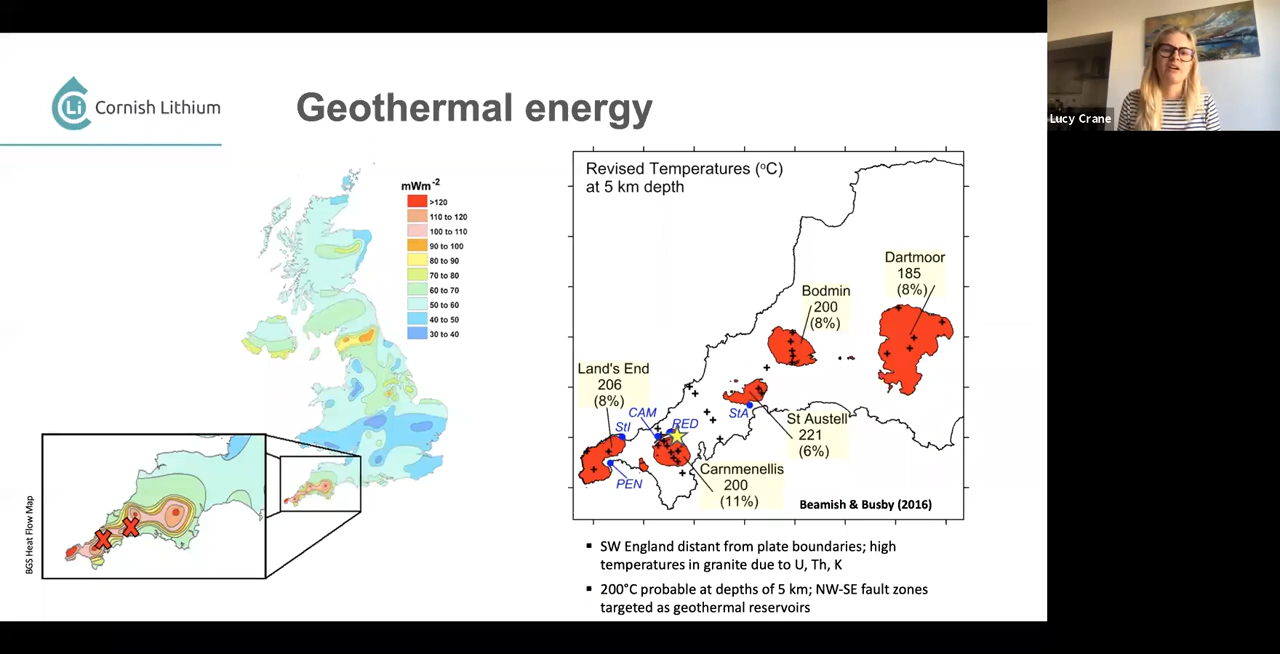 Li
Cornish Lithium
Geothermal energy
Lucy Crane
mWm-2
>120
110 to 120
100 to 110
90 to 100
80 to 90
70 to 80
60 to 70
50 to 60
40 to 50
30 to 40
BGS Heat Flow Map
Revised Temperatures (oC)
at 5 km depth
Dartmoor
185
(8%)
Bodmin
200
(8%)
Land's End
206
(8%)
CAM
StI
RED
StA
PEN
St Austell
221
(6%)
Carnmenellis
200
(11%)
Beamish & Busby (2016)
▪ SW England distant from plate boundaries; high
temperatures in granite due to U, Th, K
▪ 200°C probable at depths of 5 km; NW-SE fault zones
targeted as geothermal reservoirs